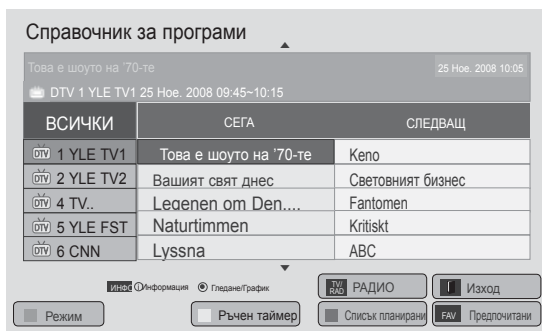 Справочник за програми
Това е шоуто на '70-те 25 Ное. 2008 10:05
DTV 1 YLE TV1 25 Ное. 2008 09:45~10:15
ВСИЧКИ СЕГА СЛЕДВАЩ
DTV 1 YLE TV1 Това е шоуто на '70-те Keno
DTV 2 YLE TV2 Вашият свят днес Световният бизнес
DTV 4 TV.. Legenen om Den.... Fantomen
DTV 5 YLE FST Naturtimmen Kritiskt
DTV 6 CNN Lyssna ABC
ИНФО Информация Гледане/График TV/RAD РАДИО Изход
Режим Ръчен таймер Списък планирани FAV Предпочитани